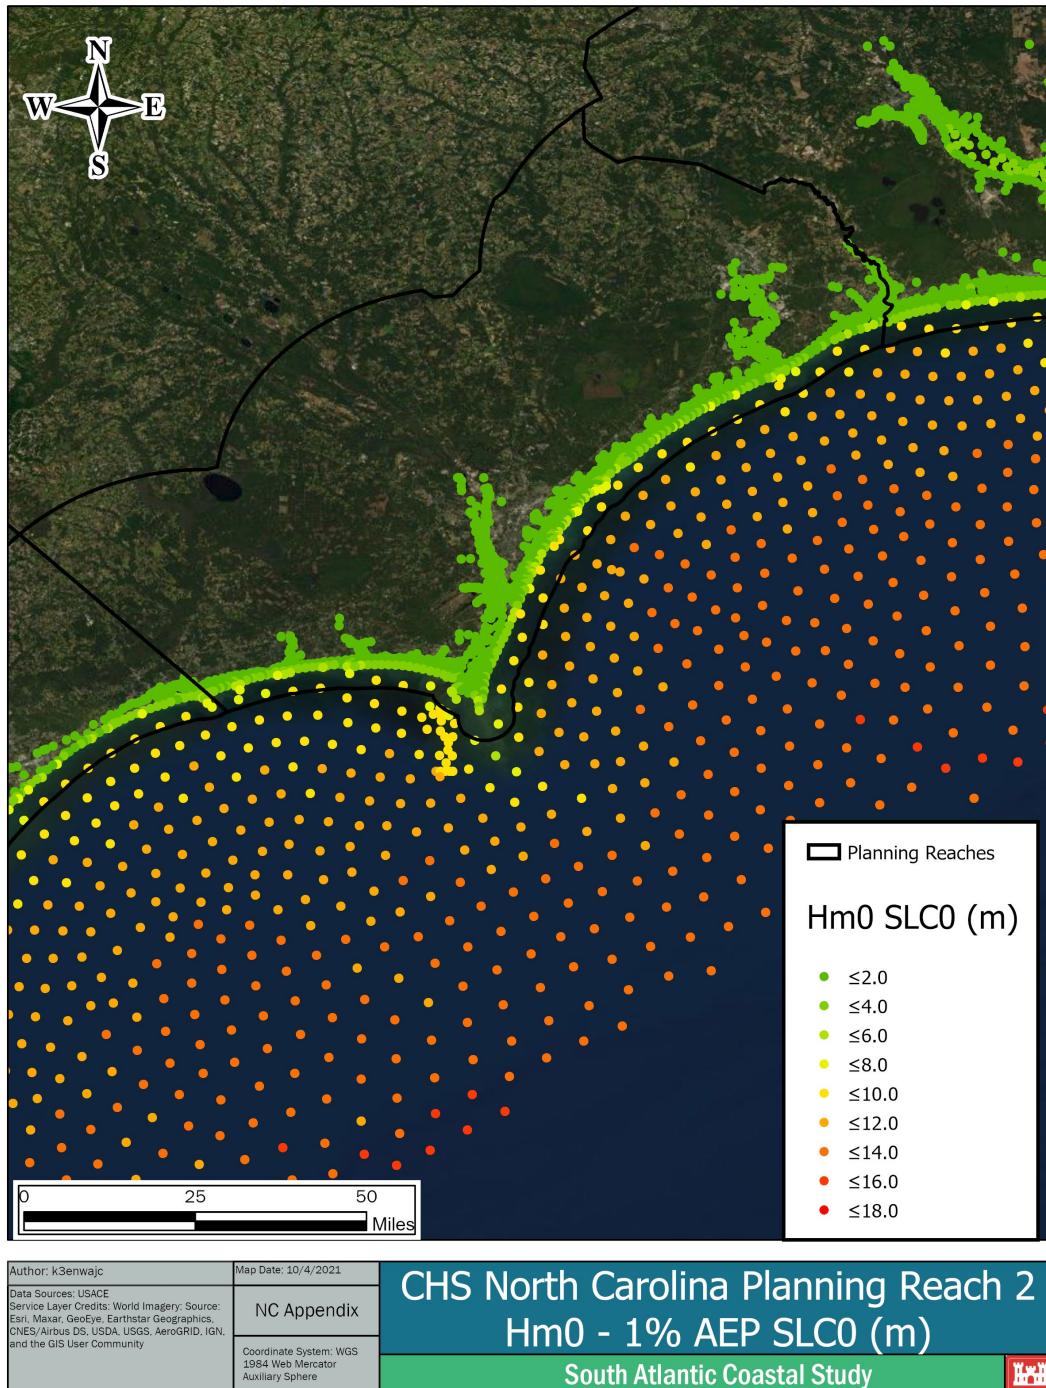 N
W E
S
Planning Reaches
Hm0 SLC0 (m)
≤2.0
≤4.0
≤6.0
≤8.0
≤10.0
≤12.0
≤14.0
≤16.0
≤18.0
0 25 50
Miles
Author: k3enwajc
Data Sources: USACE
Service Layer Credits: World Imagery: Source:
Esri, Maxar, GeoEye, Earthstar Geographics,
CNES/Airbus DS, USDA, USGS, AeroGRID, IGN,
and the GIS User Community
Map Date: 10/4/2021
NC Appendix
Coordinate System: WGS
1984 Web Mercator
Auxiliary Sphere
CHS North Carolina Planning Reach 2
Hm0 - 1% AEP SLC0 (m)
South Atlantic Coastal Study